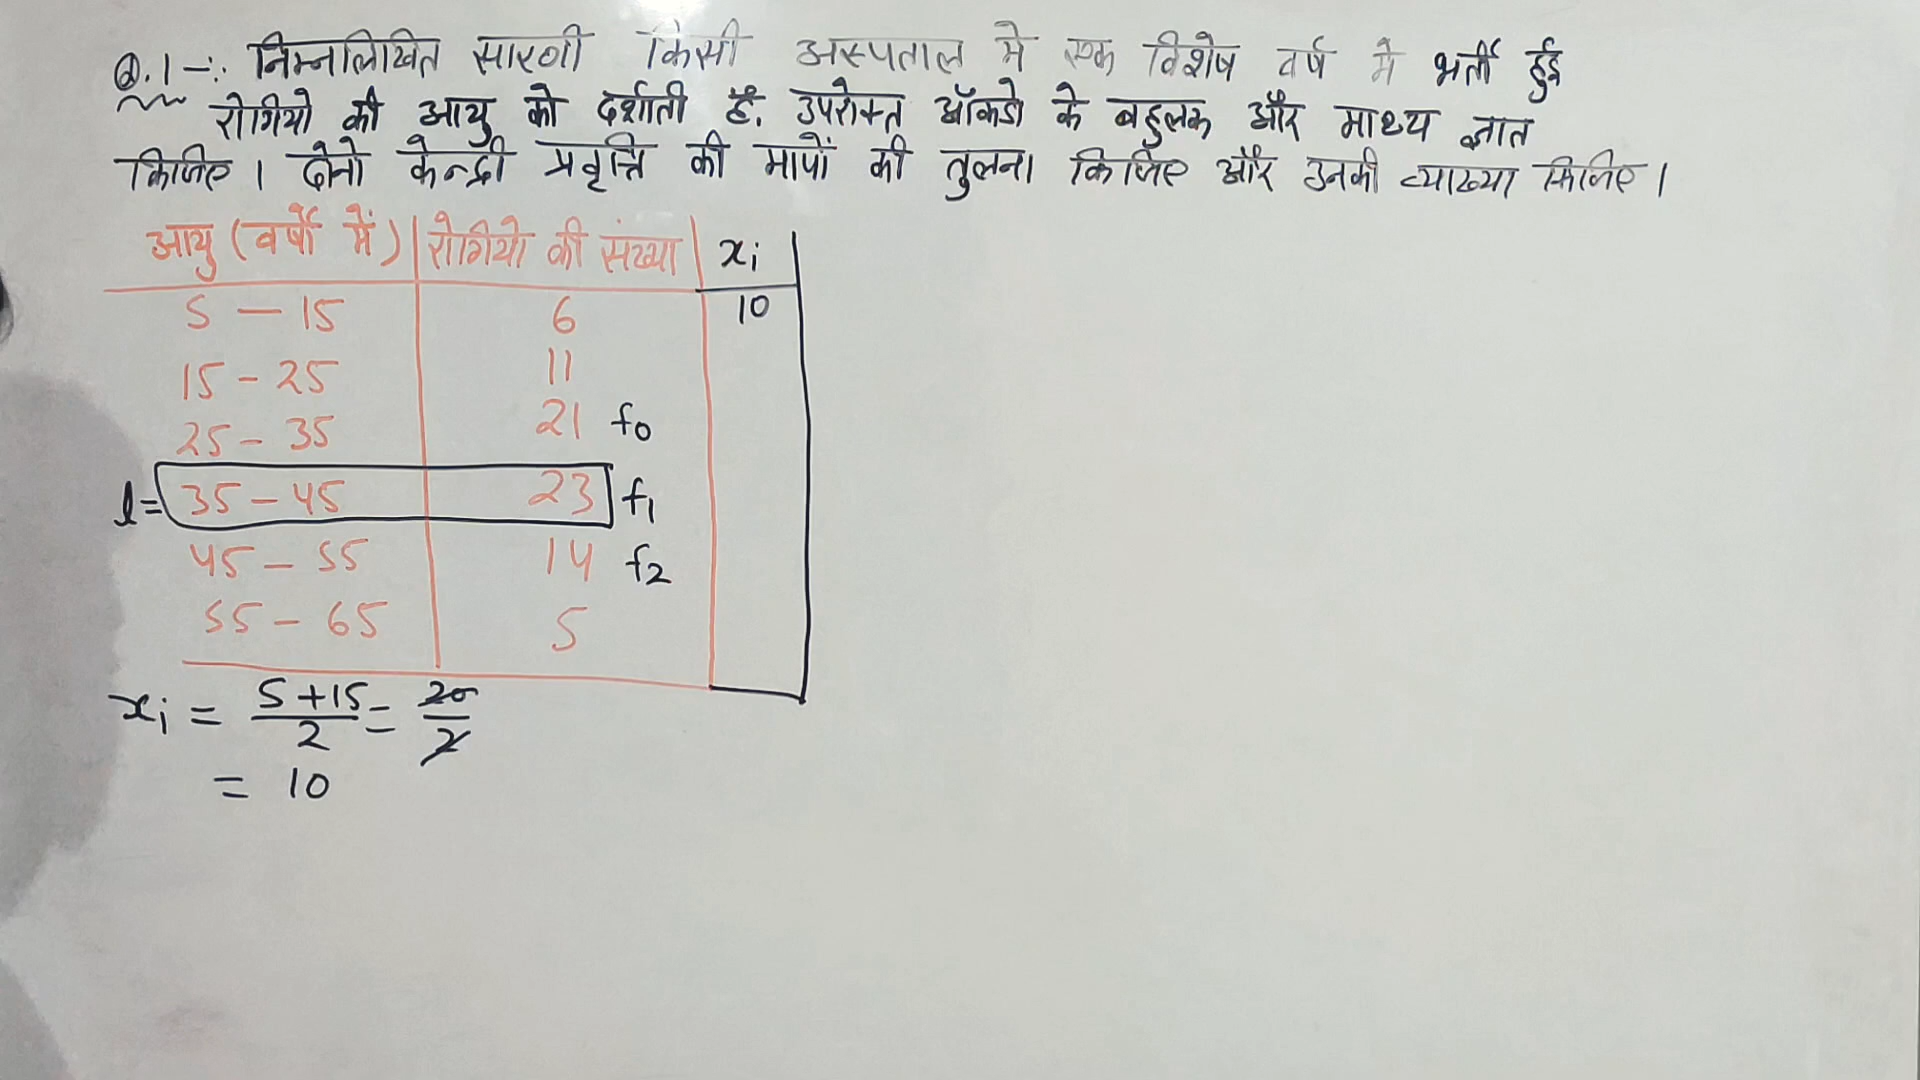 Q.1-: निम्नलिखित सारणी किसी अस्पताल मे एक विशेष वर्ष मे भर्ती हुई
रोगियो की आयु को दर्शाती है. उपरोक्त आँकडो के बहुलक और माध्य ज्ञात
किजिए । दोनो केन्द्री प्रवृत्ति की मापों की तुलना किजिए और उनकी व्याख्या किजिए ।
आयु (वर्षो में) रोगियो की संख्या xi
5 - 15 6 10
15 - 25 11
25 - 35 21 f0
l= 35 - 45 23 f1
45 - 55 14 f2
55 - 65 5
xi = 5+15/2 = 20/2
= 10